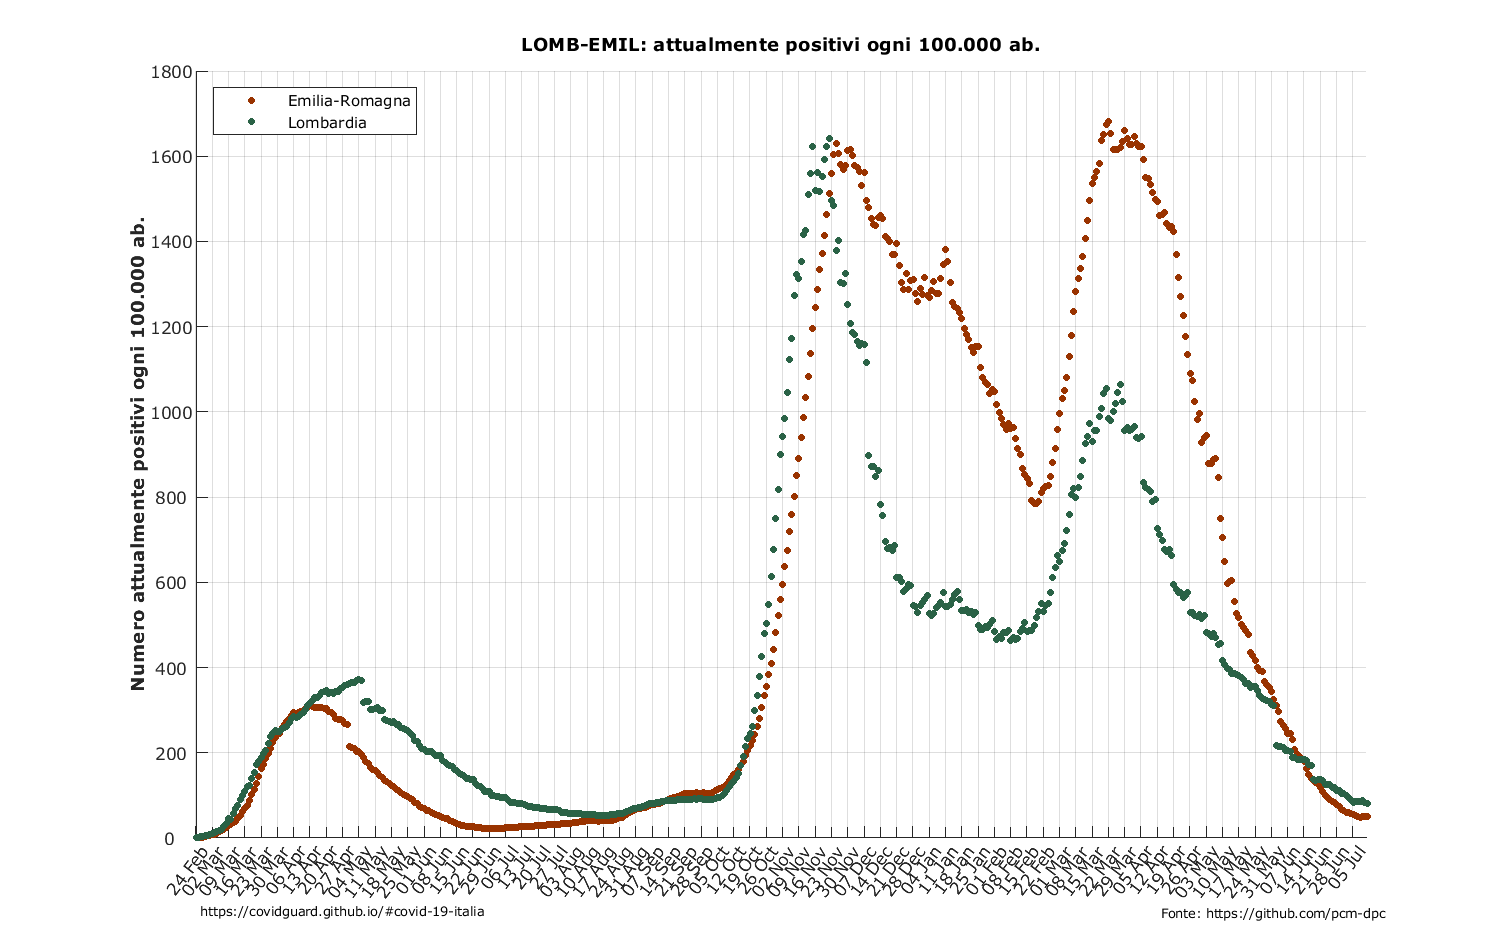 LOMB-EMIL: attualmente positivi ogni 100.000 ab.
Emilia-Romagna
Lombardia
Numero attualmente positivi ogni 100.000 ab.
1800
1600
1400
1200
1000
800
600
400
200
0
24 Feb
02 Mar
09 Mar
16 Mar
23 Mar
30 Mar
06 Apr
13 Apr
20 Apr
27 Apr
04 May
11 May
18 May
25 May
01 Jun
08 Jun
15 Jun
22 Jun
29 Jun
06 Jul
13 Jul
20 Jul
27 Jul
03 Aug
10 Aug
17 Aug
24 Aug
31 Aug
07 Sep
14 Sep
21 Sep
28 Sep
05 Oct
12 Oct
19 Oct
26 Oct
02 Nov
09 Nov
16 Nov
23 Nov
30 Nov
07 Dec
14 Dec
21 Dec
28 Dec
04 Jan
11 Jan
18 Jan
25 Jan
01 Feb
08 Feb
15 Feb
22 Feb
01 Mar
08 Mar
15 Mar
22 Mar
29 Mar
05 Apr
12 Apr
19 Apr
26 Apr
03 May
10 May
17 May
24 May
31 May
07 Jun
14 Jun
21 Jun
28 Jun
05 Jul
https://covidguard.github.io/#covid-19-italia
Fonte: https://github.com/pcm-dpc